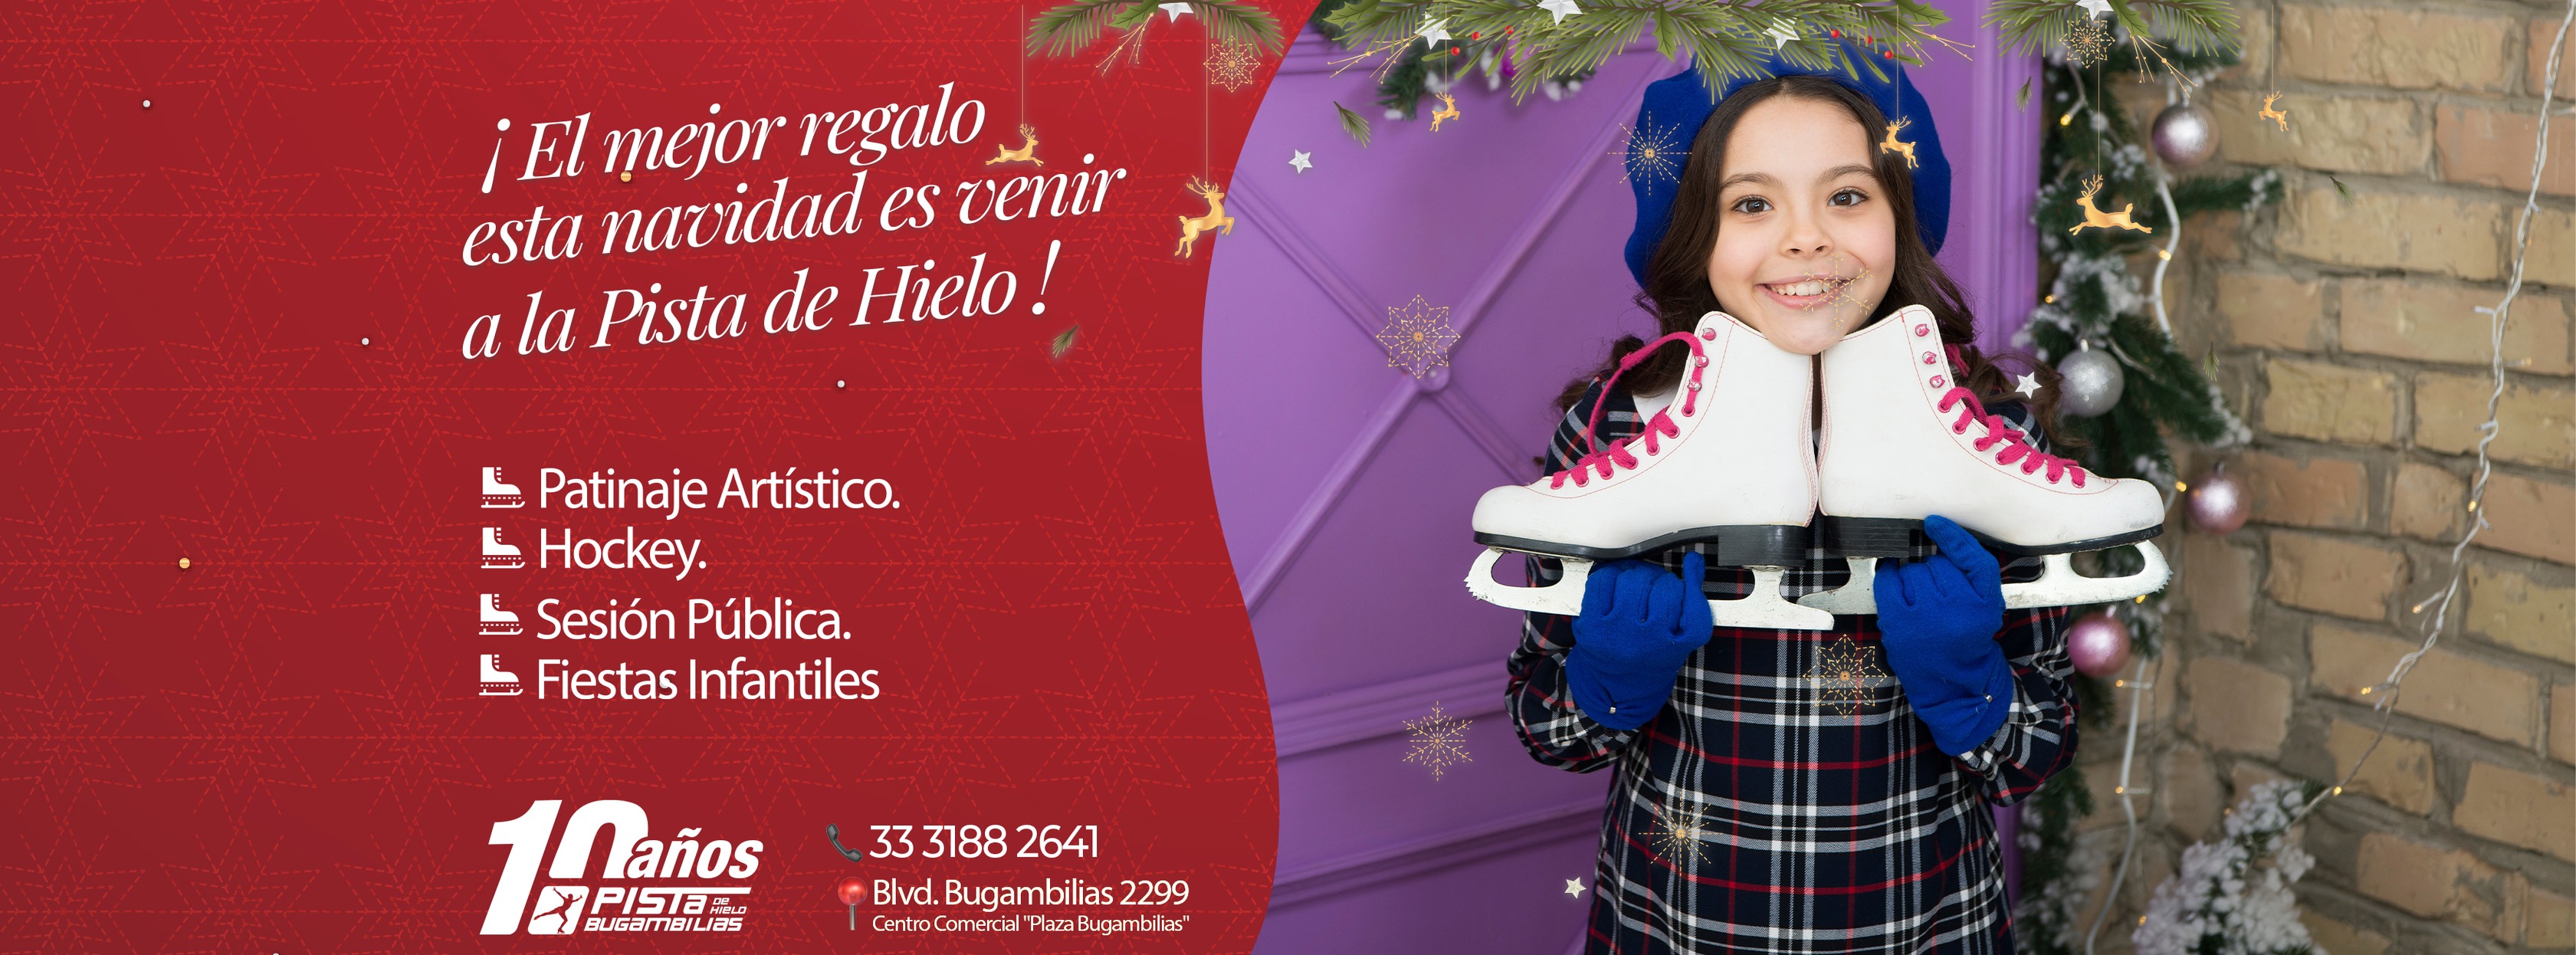 ¡ El mejor regalo
esta navidad es venir
a la Pista de Hielo !
Patinaje Artístico.
Hockey.
Sesión Pública.
Fiestas Infantiles
10 años
PISTA DE HIELO
BUGAMBILIAS
33 3188 2641
Blvd. Bugambilias 2299
Centro Comercial "Plaza Bugambilias"